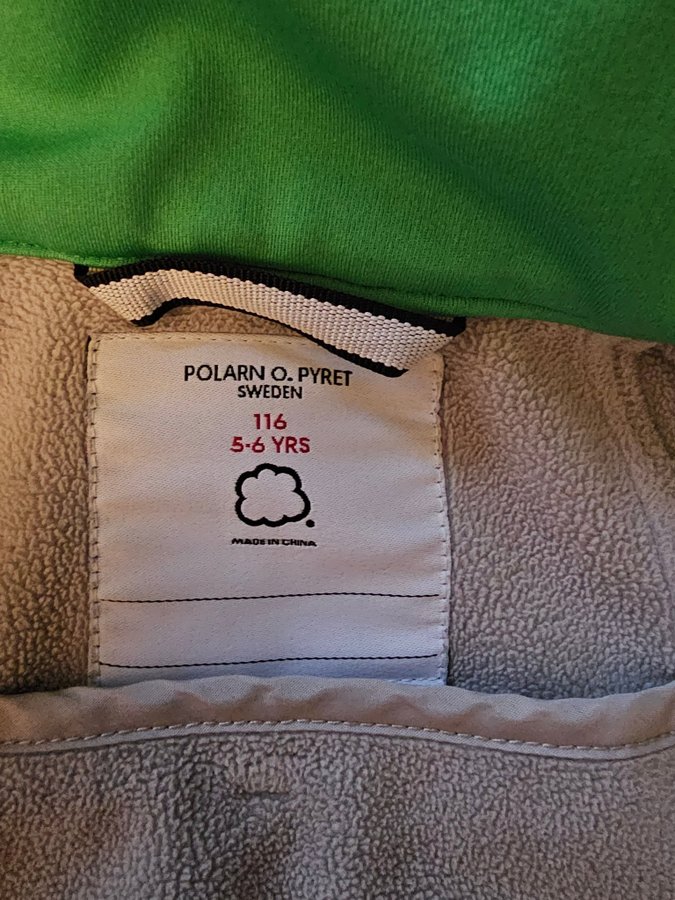 POLARN O. PYRET
SWEDEN
116
5-6 YRS
MADE IN CHINA